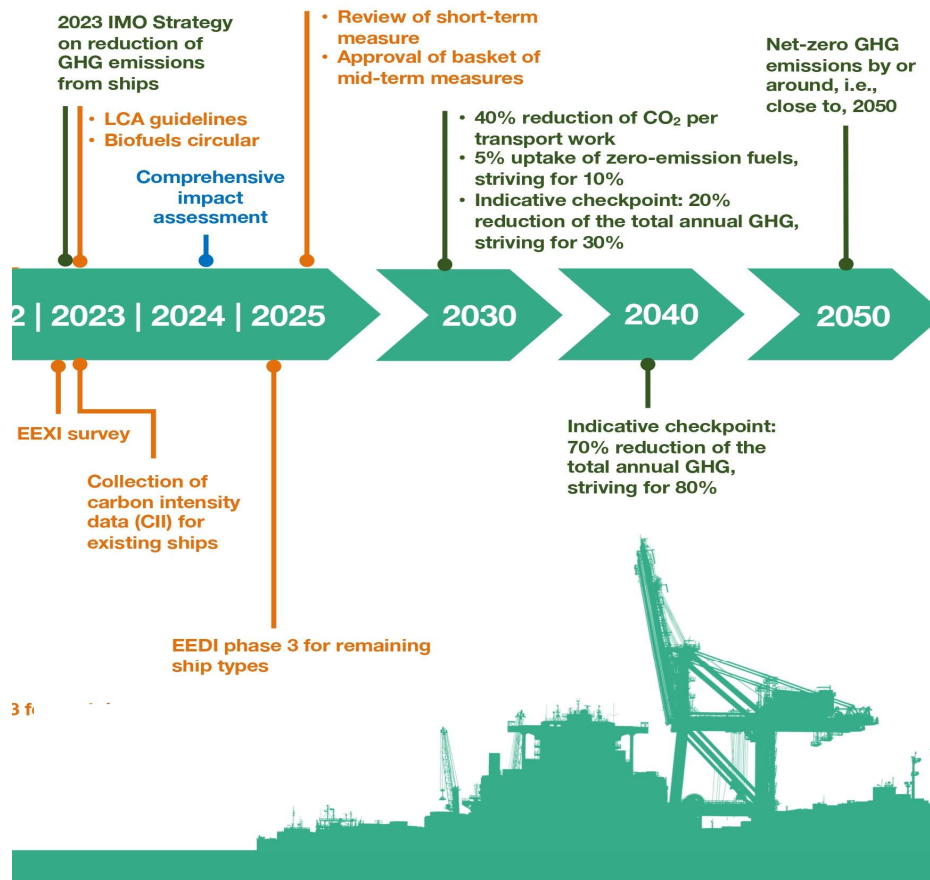 2023 IMO Strategy
on reduction of
GHG emissions
from ships
• LCA guidelines
• Biofuels circular
Comprehensive
impact
assessment
• Review of short-term
measure
• Approval of basket of
mid-term measures
• 40% reduction of CO₂ per
transport work
• 5% uptake of zero-emission fuels,
striving for 10%
• Indicative checkpoint: 20%
reduction of the total annual GHG,
striving for 30%
Net-zero GHG
emissions by or
around, i.e.,
close to, 2050
2 | 2023 | 2024 | 2025
2030
2040
2050
EEXI survey
Collection of
carbon intensity
data (CII) for
existing ships
EEDI phase 3 for remaining
ship types
Indicative checkpoint:
70% reduction of the
total annual GHG,
striving for 80%